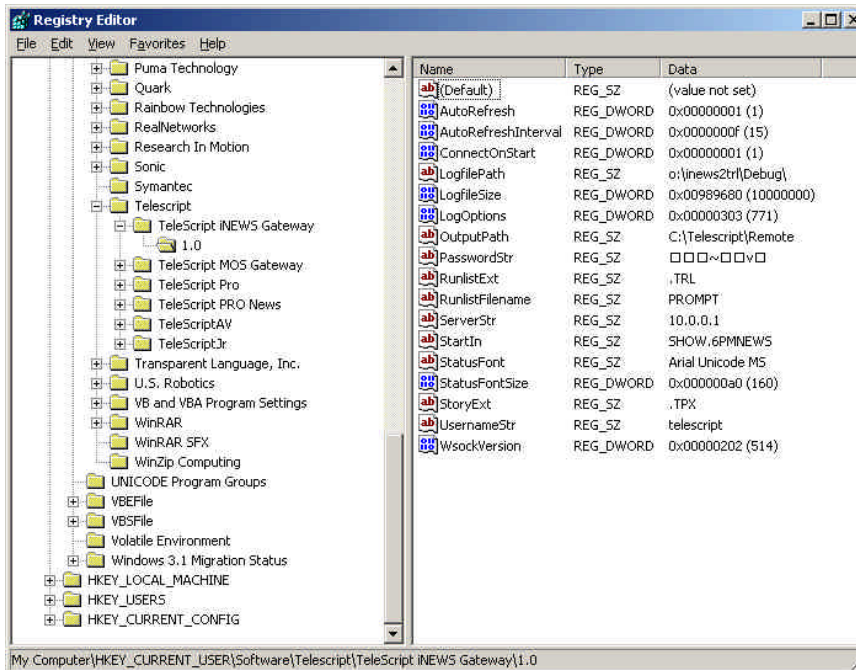 Registry Editor
File Edit View Favorites Help
Puma Technology
Quark
Rainbow Technologies
RealNetworks
Research In Motion
Sonic
Symantec
Telescript
TeleScript iNEWS Gateway
1.0
TeleScript MOS Gateway
TeleScript Pro
TeleScript PRO News
TeleScriptAV
TeleScriptJr
Transparent Language, Inc.
U.S. Robotics
VB and VBA Program Settings
WinRAR
WinRAR SFX
WinZip Computing
UNICODE Program Groups
VBEFile
VBSFile
Volatile Environment
Windows 3.1 Migration Status
HKEY_LOCAL_MACHINE
HKEY_USERS
HKEY_CURRENT_CONFIG
Name Type Data
(Default) REG_SZ (value not set)
AutoRefresh REG_DWORD 0x00000001 (1)
AutoRefreshInterval REG_DWORD 0x0000000f (15)
ConnectOnStart REG_DWORD 0x00000001 (1)
LogfilePath REG_SZ o:\inews2trl\Debug\
LogfileSize REG_DWORD 0x00989680 (10000000)
LogOptions REG_DWORD 0x00000303 (771)
OutputPath REG_SZ C:\Telescript\Remote
PasswordStr REG_SZ □□□~□□v□
RunlistExt REG_SZ .TRL
RunlistFilename REG_SZ PROMPT
ServerStr REG_SZ 10.0.0.1
StartIn REG_SZ SHOW.6PMNEWS
StatusFont REG_SZ Arial Unicode MS
StatusFontSize REG_DWORD 0x000000a0 (160)
StoryExt REG_SZ .TPX
UsernameStr REG_SZ telescript
WsockVersion REG_DWORD 0x00000202 (514)
My Computer\HKEY_CURRENT_USER\Software\Telescript\TeleScript iNEWS Gateway\1.0